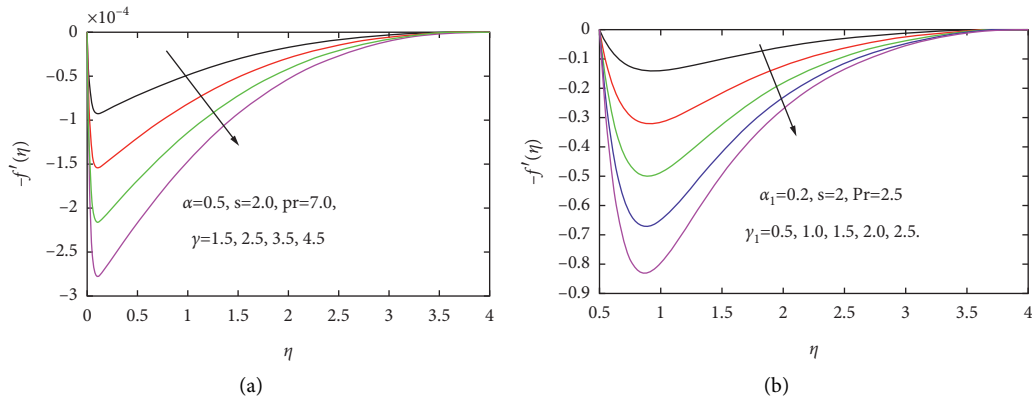 ×10⁻⁴
0
−0.5
−1
−1.5
−2
−2.5
−3
−f′(η)
α=0.5, s=2.0, pr=7.0,
γ=1.5, 2.5, 3.5, 4.5
0 0.5 1 1.5 2 2.5 3 3.5 4
η
(a)
0
−0.1
−0.2
−0.3
−0.4
−0.5
−0.6
−0.7
−0.8
−0.9
−f′(η)
α₁=0.2, s=2, Pr=2.5
γ₁=0.5, 1.0, 1.5, 2.0, 2.5.
0.5 1 1.5 2 2.5 3 3.5 4
η
(b)